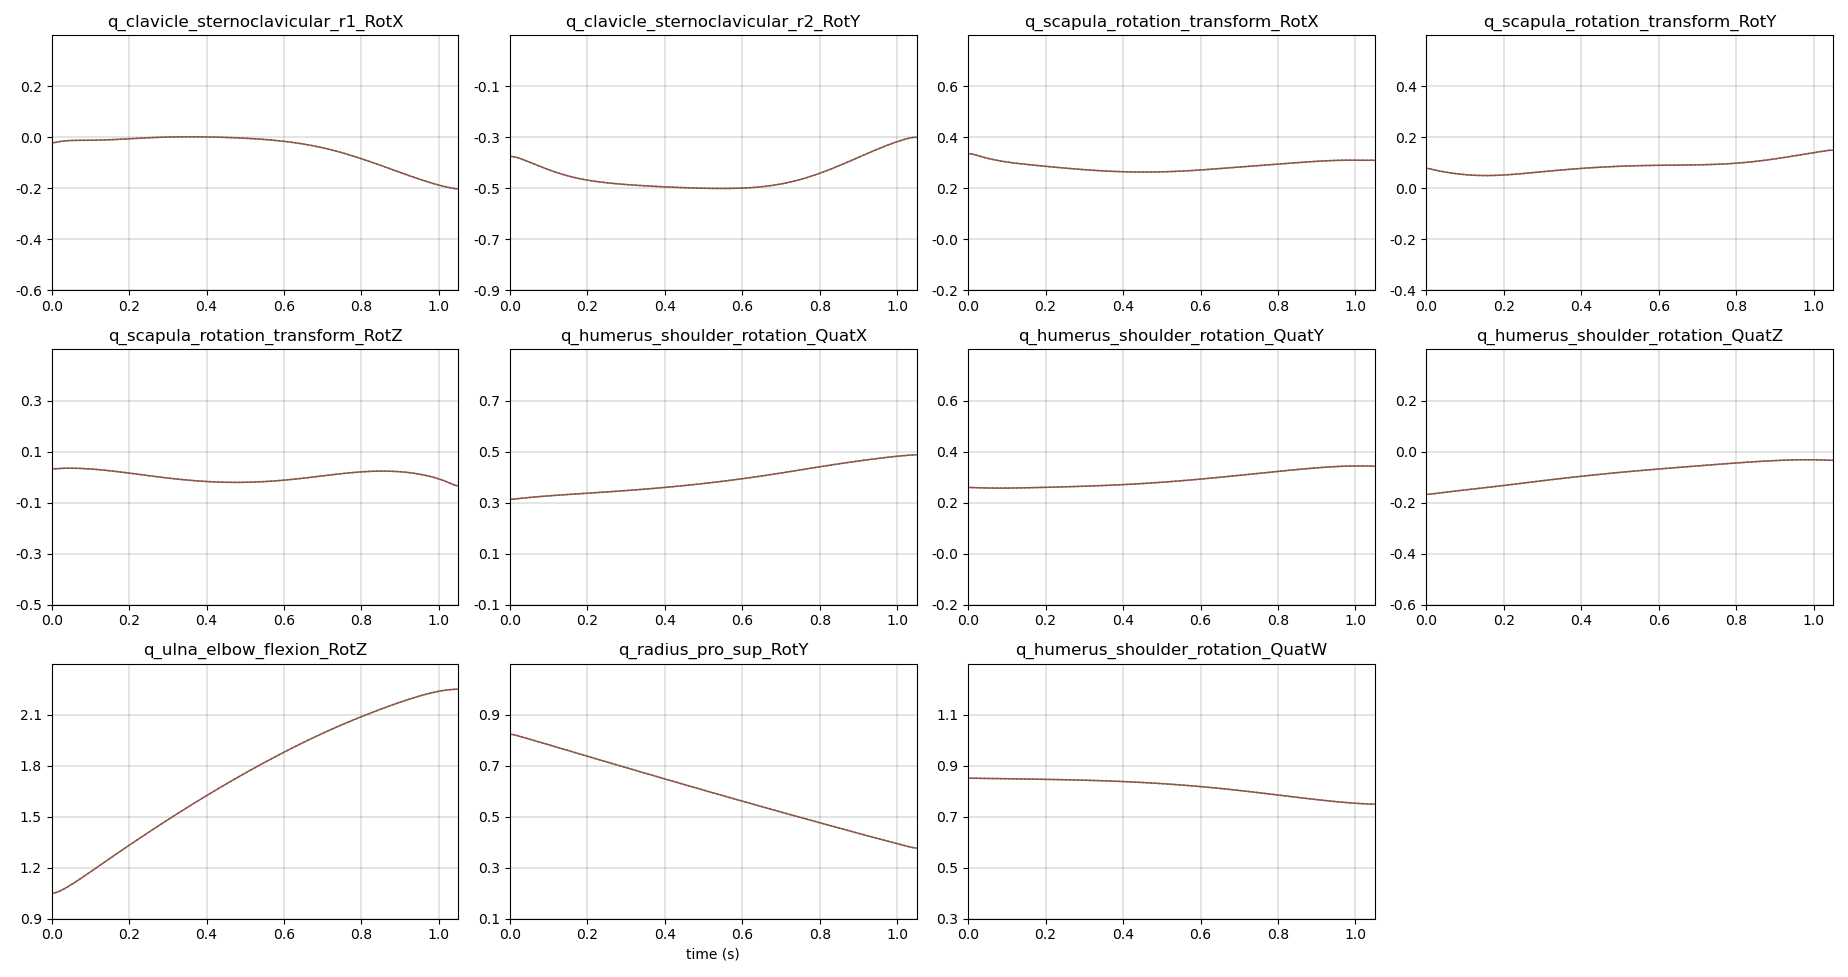 q_clavicle_sternoclavicular_r1_RotX
0.2
0.0
-0.2
-0.4
-0.6
0.0 0.2 0.4 0.6 0.8 1.0
q_clavicle_sternoclavicular_r2_RotY
-0.1
-0.3
-0.5
-0.7
-0.9
0.0 0.2 0.4 0.6 0.8 1.0
q_scapula_rotation_transform_RotX
0.6
0.4
0.2
-0.0
-0.2
0.0 0.2 0.4 0.6 0.8 1.0
q_scapula_rotation_transform_RotY
0.4
0.2
0.0
-0.2
-0.4
0.0 0.2 0.4 0.6 0.8 1.0
q_scapula_rotation_transform_RotZ
0.3
0.1
-0.1
-0.3
-0.5
0.0 0.2 0.4 0.6 0.8 1.0
q_humerus_shoulder_rotation_QuatX
0.7
0.5
0.3
0.1
-0.1
0.0 0.2 0.4 0.6 0.8 1.0
q_humerus_shoulder_rotation_QuatY
0.6
0.4
0.2
-0.0
-0.2
0.0 0.2 0.4 0.6 0.8 1.0
q_humerus_shoulder_rotation_QuatZ
0.2
0.0
-0.2
-0.4
-0.6
0.0 0.2 0.4 0.6 0.8 1.0
q_ulna_elbow_flexion_RotZ
2.1
1.8
1.5
1.2
0.9
0.0 0.2 0.4 0.6 0.8 1.0
q_radius_pro_sup_RotY
0.9
0.7
0.5
0.3
0.1
0.0 0.2 0.4 0.6 0.8 1.0
time (s)
q_humerus_shoulder_rotation_QuatW
1.1
0.9
0.7
0.5
0.3
0.0 0.2 0.4 0.6 0.8 1.0